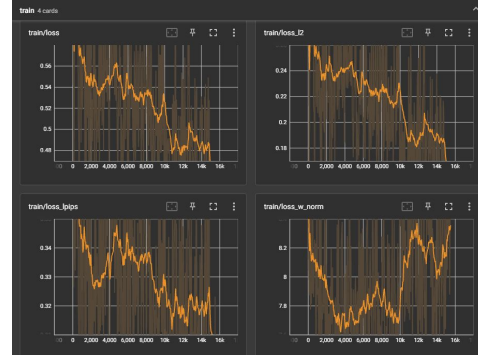 train 4 cards
train/loss
0.56
0.54
0.52
0.5
0.48
0 2,000 4,000 6,000 8,000 10k 12k 14k 16k
train/loss_l2
0.24
0.22
0.2
0.18
0 2,000 4,000 6,000 8,000 10k 12k 14k 16k
train/loss_lpips
0.34
0.33
0.32
0 2,000 4,000 6,000 8,000 10k 12k 14k 16k
train/loss_w_norm
8.2
8
7.8
0 2,000 4,000 6,000 8,000 10k 12k 14k 16k